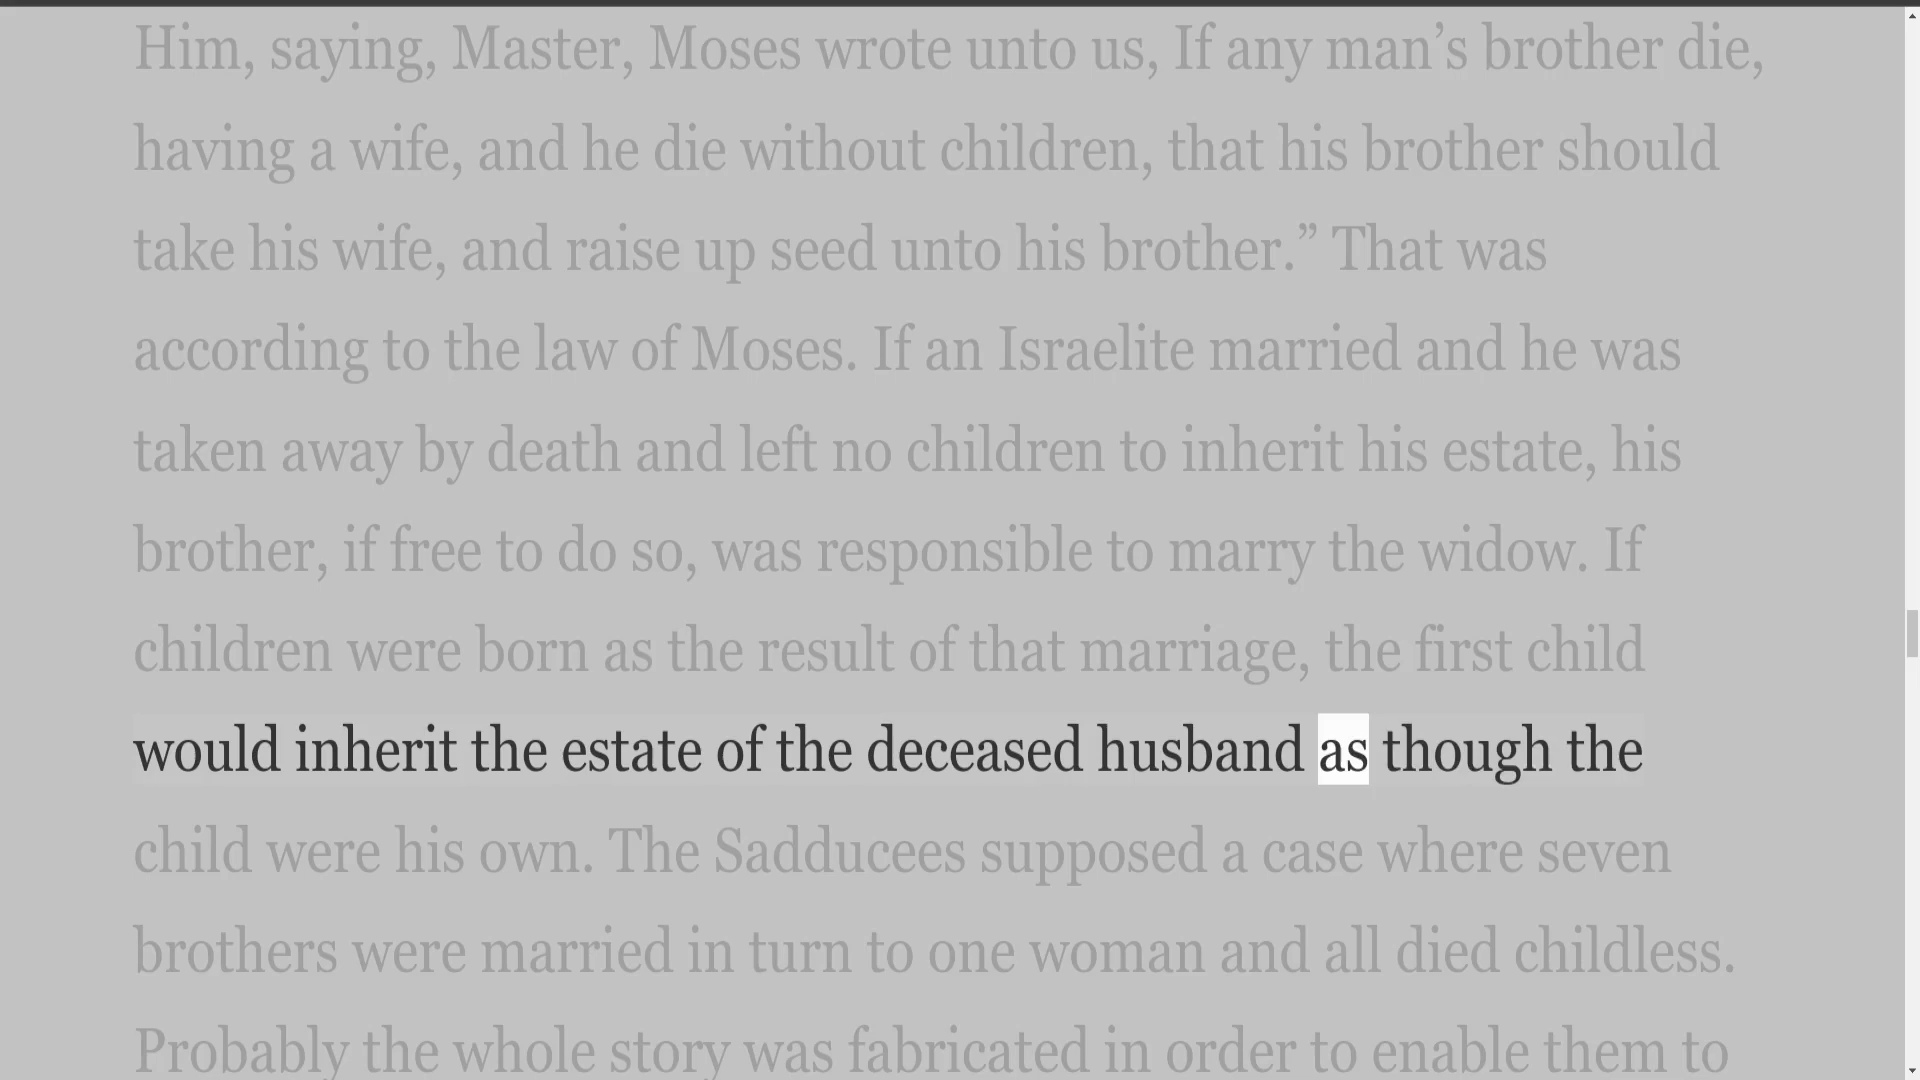 Him, saying, Master, Moses wrote unto us, If any man’s brother die,
having a wife, and he die without children, that his brother should
take his wife, and raise up seed unto his brother.” That was
according to the law of Moses. If an Israelite married and he was
taken away by death and left no children to inherit his estate, his
brother, if free to do so, was responsible to marry the widow. If
children were born as the result of that marriage, the first child
would inherit the estate of the deceased husband as though the
child were his own. The Sadducees supposed a case where seven
brothers were married in turn to one woman and all died childless.
Probably the whole story was fabricated in order to enable them to